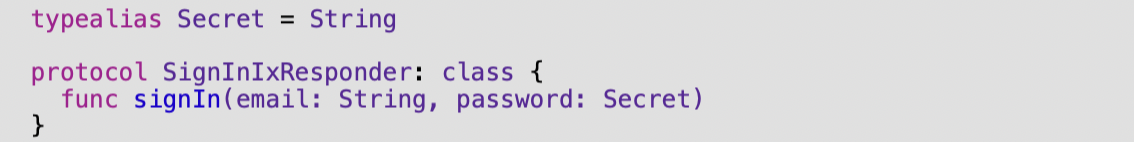 typealias Secret = String
protocol SignInIxResponder: class {
func signIn(email: String, password: Secret)
}